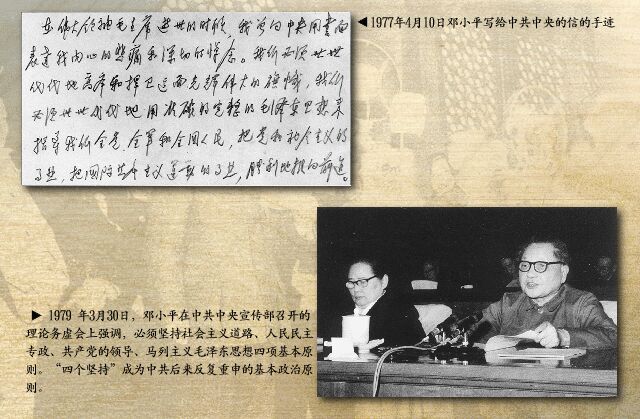 在伟大领袖毛主席逝世的时候，我曾向中央用书面
表达我内心的悲痛和深切的悼念。我们必须世世
代代地高举和捍卫这面光辉伟大的旗帜，我们
必须世世代代地用准确的完整的毛泽东思想来
指导我们全党、全军和全国人民，把党和社会主义的
事业，把国际共产主义运动的事业，胜利地推向前进。
◀1977年4月10日邓小平写给中共中央的信的手迹
▶ 1979 年3月30日，邓小平在中共中央宣传部召开的
理论务虚会上强调，必须坚持社会主义道路、人民民主
专政、共产党的领导、马列主义毛泽东思想四项基本原
则。“四个坚持”成为中共后来反复重申的基本政治原
则。